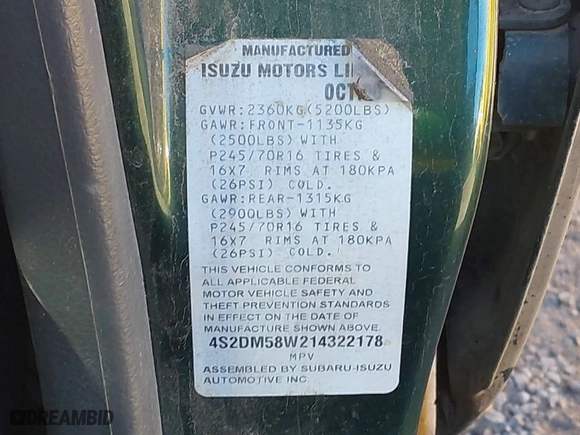 MANUFACTURED
ISUZU MOTORS LI
OCT
GVWR:2360KG(5200LBS)
GAWR:FRONT-1135KG
(2500LBS) WITH
P245/70R16 TIRES &
16X7 RIMS AT 180KPA
(26PSI) COLD.
GAWR:REAR-1315KG
(2900LBS) WITH
P245/70R16 TIRES &
16X7 RIMS AT 180KPA
(26PSI) COLD.
THIS VEHICLE CONFORMS TO
ALL APPLICABLE FEDERAL
MOTOR VEHICLE SAFETY AND
THEFT PREVENTION STANDARDS
IN EFFECT ON THE DATE OF
MANUFACTURE SHOWN ABOVE.
4S2DM58W214322178
MPV
ASSEMBLED BY SUBARU-ISUZU
AUTOMOTIVE INC
DREAMBID